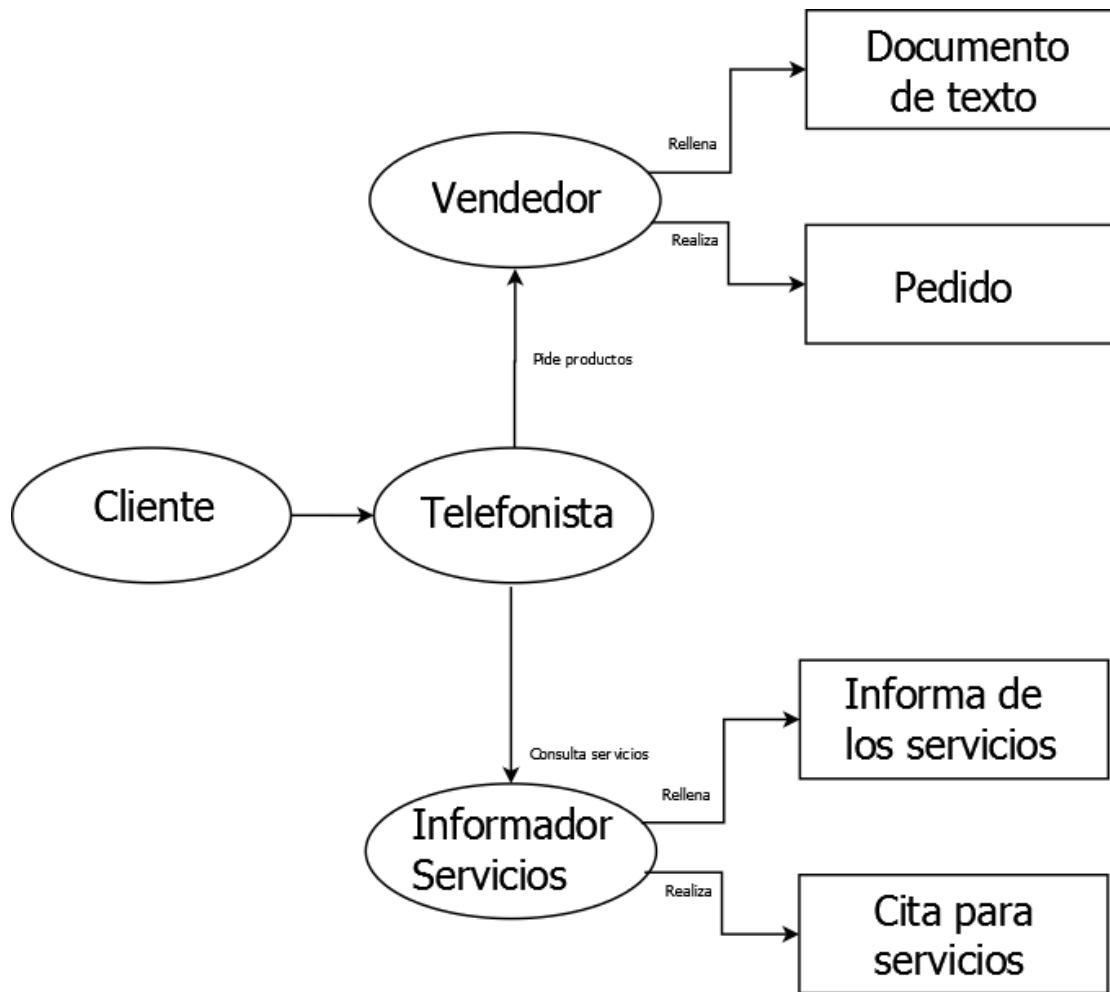 Documento
de texto
Rellena
Vendedor
Realiza
Pedido
Pide productos
Cliente
Telefonista
Informa de
los servicios
Consulta servicios
Rellena
Informador
Servicios
Realiza
Cita para
servicios